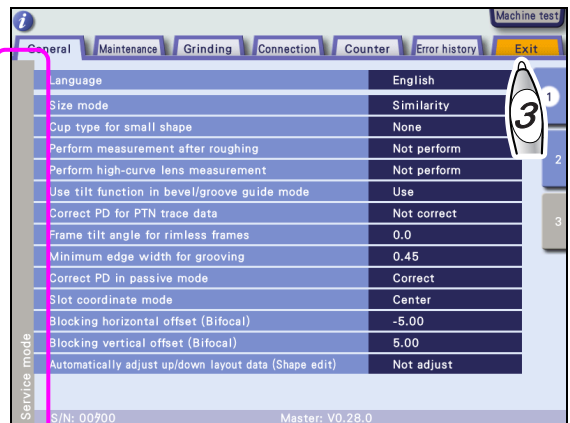 Machine test
General Maintenance Grinding Connection Counter Error history Exit
Language English
Size mode Similarity
Cup type for small shape None
Perform measurement after roughing Not perform
Perform high-curve lens measurement Not perform
Use tilt function in bevel/groove guide mode Use
Correct PD for PTN trace data Not correct
Frame tilt angle for rimless frames 0.0
Minimum edge width for grooving 0.45
Correct PD in passive mode Correct
Slot coordinate mode Center
Blocking horizontal offset (Bifocal) -5.00
Blocking vertical offset (Bifocal) 5.00
Automatically adjust up/down layout data (Shape edit) Not adjust
1
2
3
3
Service mode
Master: V0.28.0